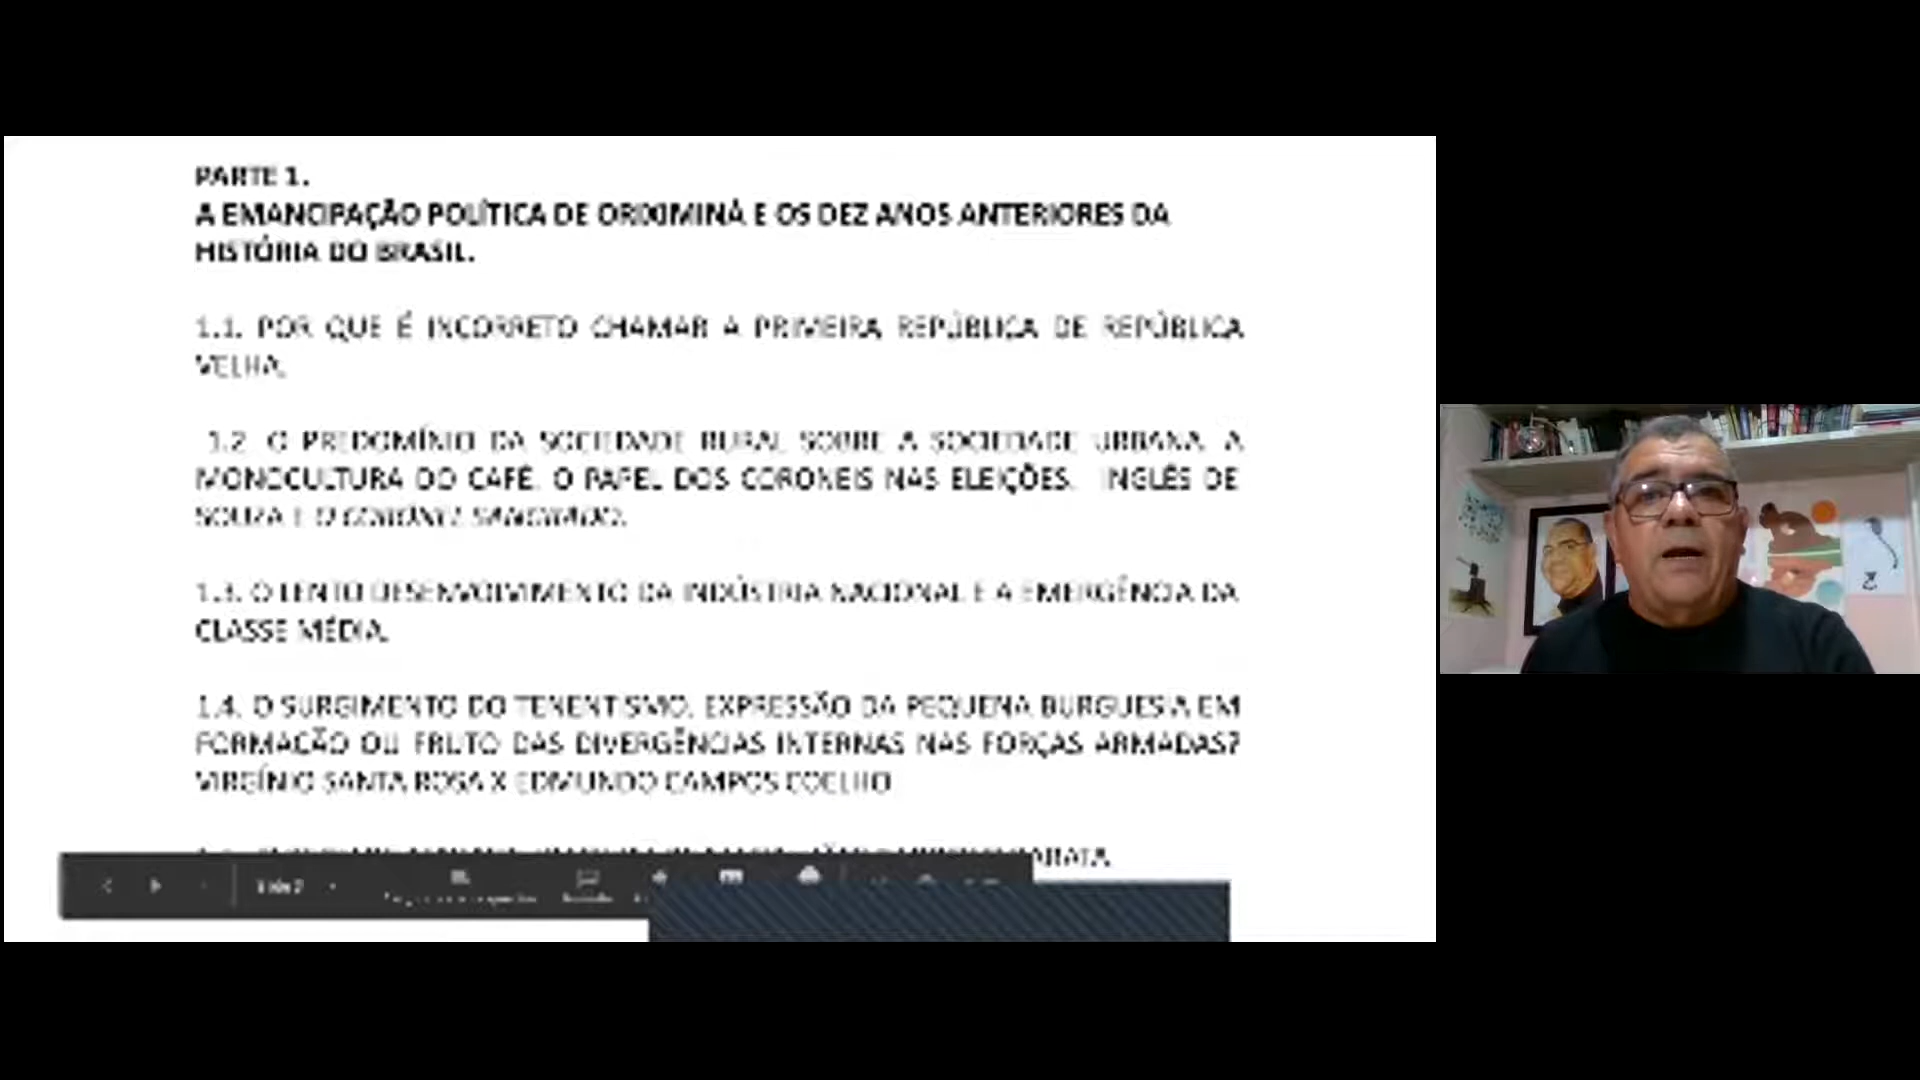 PARTE 1.
A EMANCIPAÇÃO POLÍTICA DE ORIXIMINÁ E OS DEZ ANOS ANTERIORES DA
HISTÓRIA DO BRASIL.
1.1. POR QUE É INCORRETO CHAMAR A PRIMEIRA REPÚBLICA DE REPÚBLICA
VELHA.
1.2. O PREDOMÍNIO DA SOCIEDADE RURAL SOBRE A SOCIEDADE URBANA. A
MONOCULTURA DO CAFÉ. O PAPEL DOS CORONEIS NAS ELEIÇÕES. INGLÊS DE
SOUZA E O CORONEL SANGRADO.
1.3. O LENTO DESENVOLVIMENTO DA INDÚSTRIA NACIONAL E A EMERGÊNCIA DA
CLASSE MÉDIA.
1.4. O SURGIMENTO DO TENENTISMO. EXPRESSÃO DA PEQUENA BURGUESIA EM
FORMAÇÃO OU FRUTO DAS DIVERGÊNCIAS INTERNAS NAS FORÇAS ARMADAS?
VIRGÍNIO SANTA ROSA X EDMUNDO CAMPOS COELHO